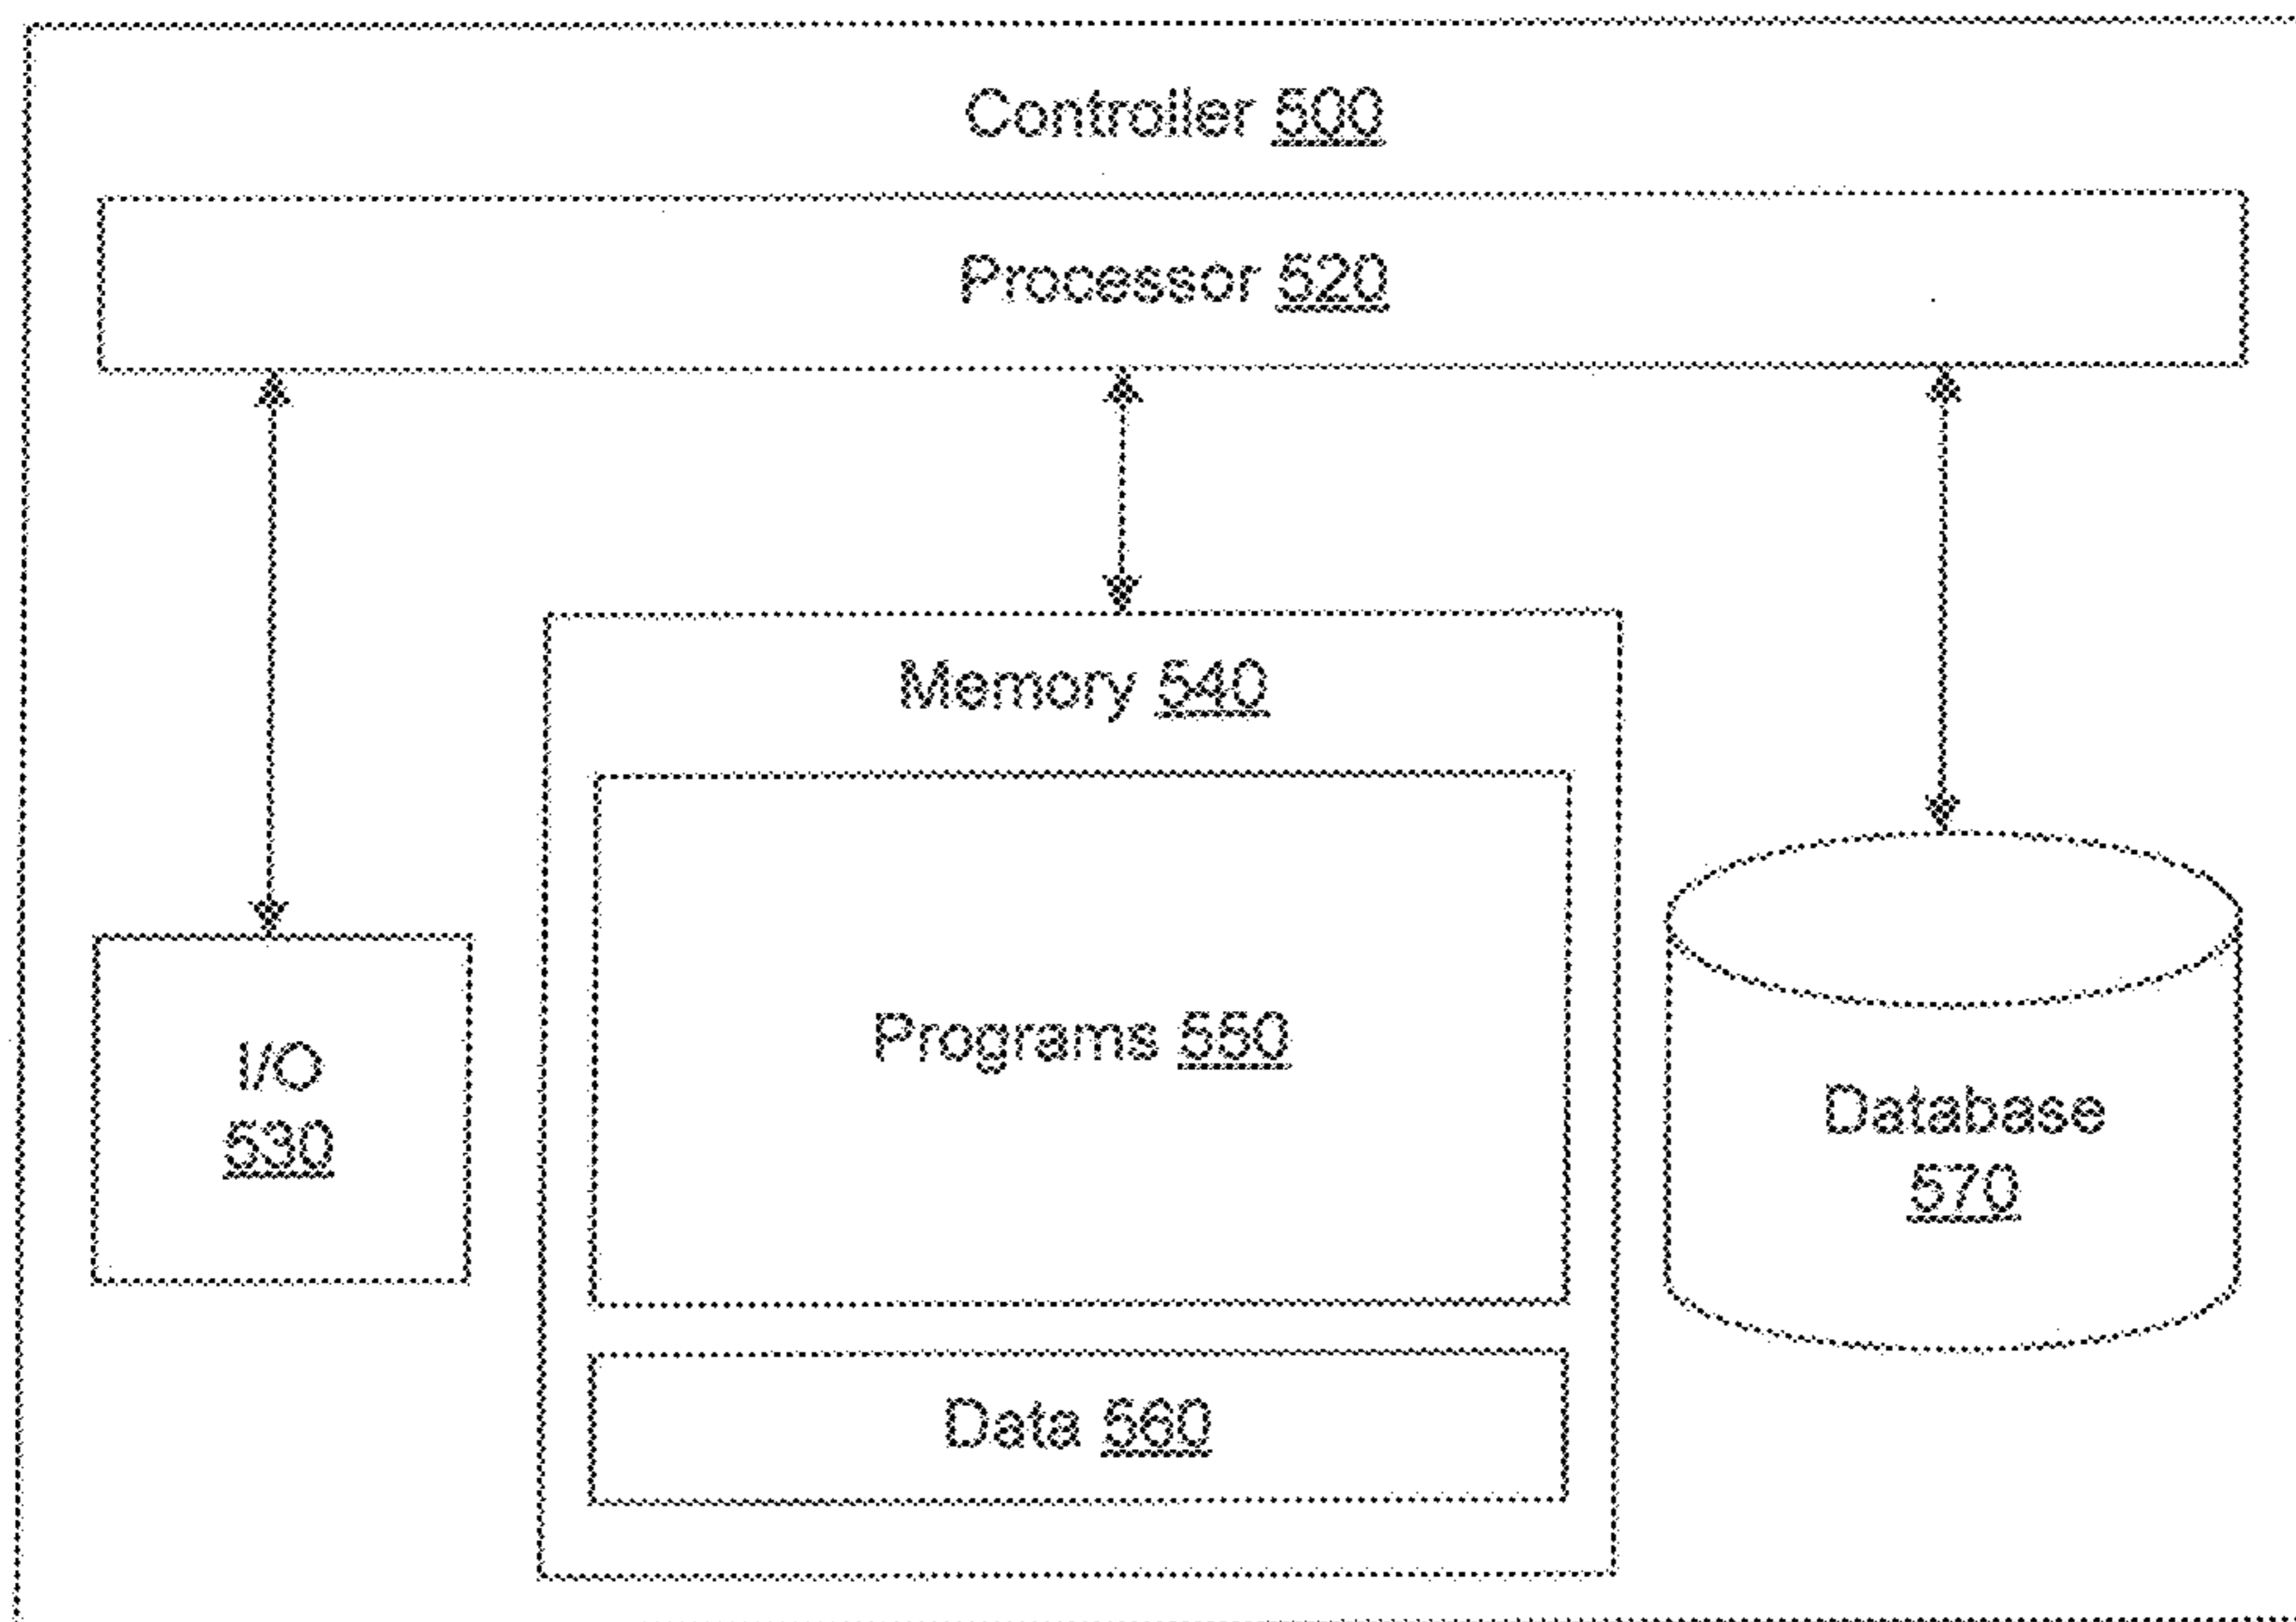 Controller 500
Processor 520
Memory 540
Programs 550
I/O
530
Database
570
Data 560